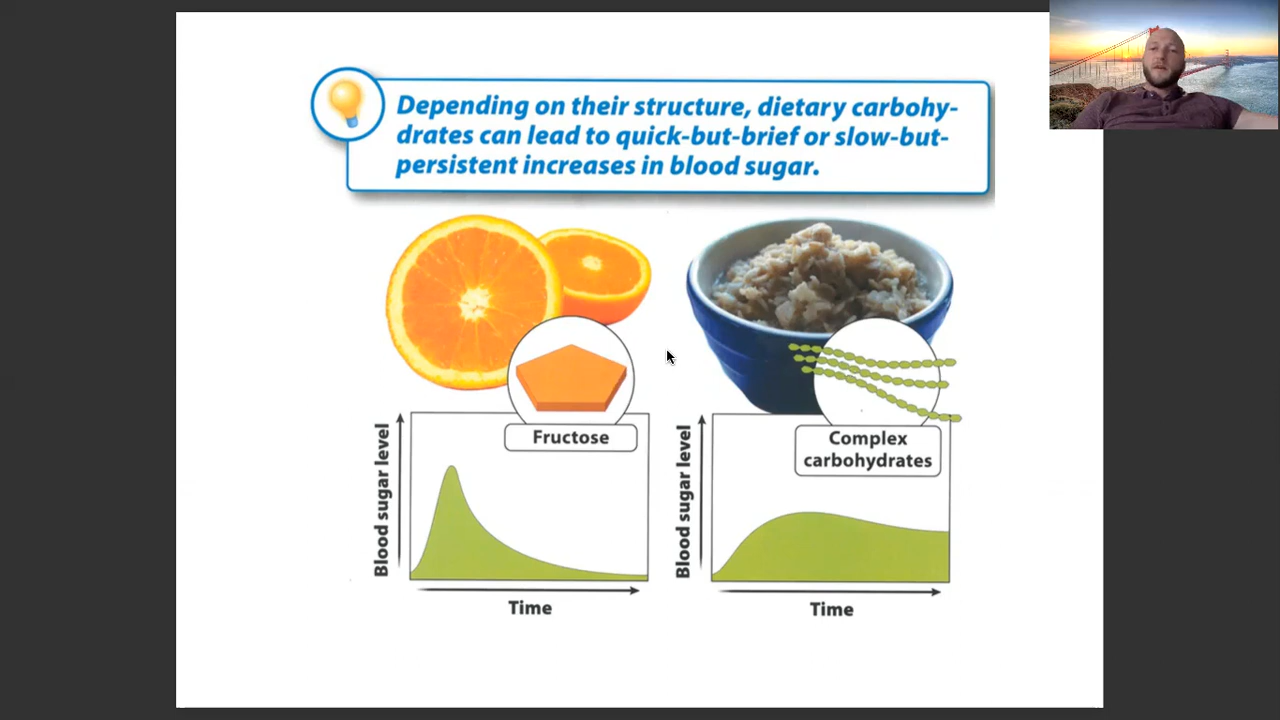 Depending on their structure, dietary carbohy-
drates can lead to quick-but-brief or slow-but-
persistent increases in blood sugar.
Fructose
Blood sugar level
Time
Complex
carbohydrates
Blood sugar level
Time